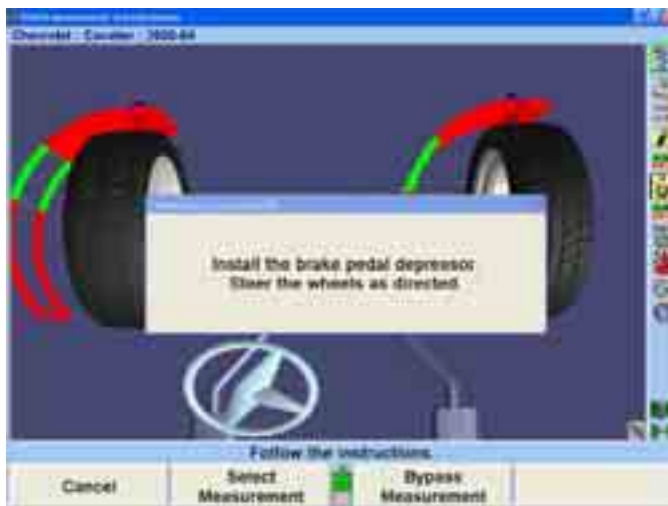 Chevrolet : Cavalier : 2000-04
Install the brake pedal depressor.
Steer the wheels as directed.
Follow the instructions.
Cancel
Select
Measurement
Bypass
Measurement